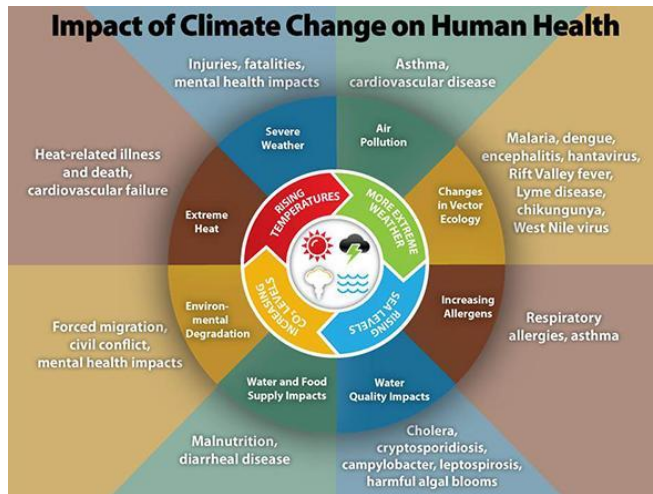 Impact of Climate Change on Human Health
Injuries, fatalities,
mental health impacts
Asthma,
cardiovascular disease
Malaria, dengue,
encephalitis, hantavirus,
Rift Valley fever,
Lyme disease,
chikungunya,
West Nile virus
Respiratory
allergies, asthma
Cholera,
cryptosporidiosis,
campylobacter, leptospirosis,
harmful algal blooms
Malnutrition,
diarrheal disease
Forced migration,
civil conflict,
mental health impacts
Heat-related illness
and death,
cardiovascular failure
Severe
Weather
Air
Pollution
Changes
in Vector
Ecology
Increasing
Allergens
Water
Quality Impacts
Water and Food
Supply Impacts
Environ-
mental
Degradation
Extreme
Heat
RISING
TEMPERATURES
MORE EXTREME
WEATHER
RISING
SEA LEVELS
INCREASING
CO₂ LEVELS